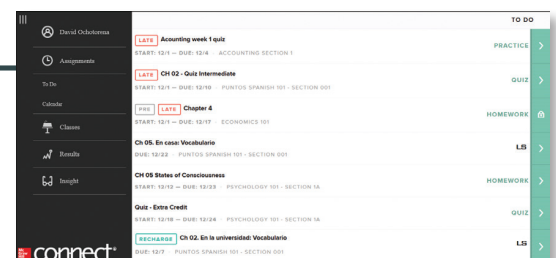 TO DO
David Ochotorena
Assignments
To Do
Calendar
Classes
Results
Insight
Mc Graw Hill connect®
LATE Acounting week 1 quiz
START: 12/1 — DUE: 12/4 · ACCOUNTING SECTION 1
PRACTICE
LATE CH 02 - Quiz Intermediate
START: 12/1 — DUE: 12/10 · PUNTOS SPANISH 101 - SECTION 001
QUIZ
PRE LATE Chapter 4
START: 12/1 — DUE: 12/17 · ECONOMICS 101
HOMEWORK
Ch 05. En casa: Vocabulario
DUE: 12/22 · PUNTOS SPANISH 101 - SECTION 001
LS
CH 05 States of Consciousness
START: 12/12 — DUE: 12/23 · PSYCHOLOGY 101 - SECTION 1A
HOMEWORK
Quiz - Extra Credit
START: 12/18 — DUE: 12/24 · PSYCHOLOGY 101 - SECTION 1A
QUIZ
RECHARGE Ch 02. En la universidad: Vocabulario
DUE: 12/7 · PUNTOS SPANISH 101 - SECTION 001
LS